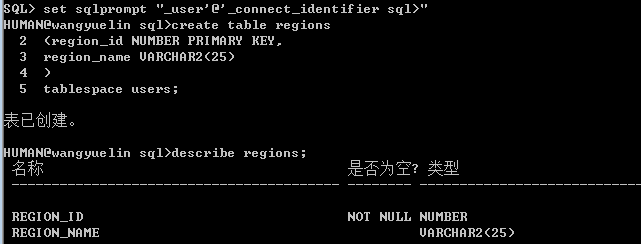 SQL> set sqlprompt "_user'@'_connect_identifier sql>"
HUMAN@wangyuelin sql>create table regions
  2  (region_id NUMBER PRIMARY KEY,
  3  region_name VARCHAR2(25)
  4  )
  5  tablespace users;
表已创建。
HUMAN@wangyuelin sql>describe regions;
 名称                                      是否为空? 类型
 ----------------------------------------- -------- ----------------------------
 REGION_ID                                 NOT NULL NUMBER
 REGION_NAME                                        VARCHAR2(25)